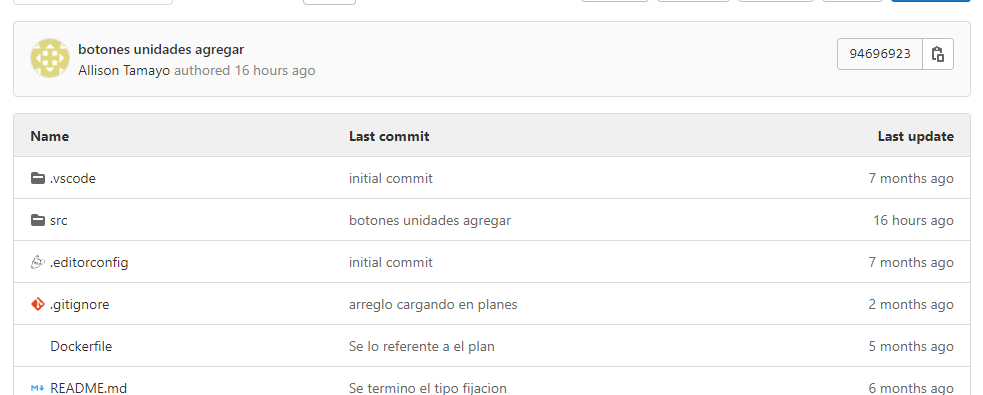 botones unidades agregar
Allison Tamayo authored 16 hours ago
94696923
Name Last commit Last update
.vscode initial commit 7 months ago
src botones unidades agregar 16 hours ago
.editorconfig initial commit 7 months ago
.gitignore arreglo cargando en planes 2 months ago
Dockerfile Se lo referente a el plan 5 months ago
M↓ README.md Se termino el tipo fijacion 6 months ago